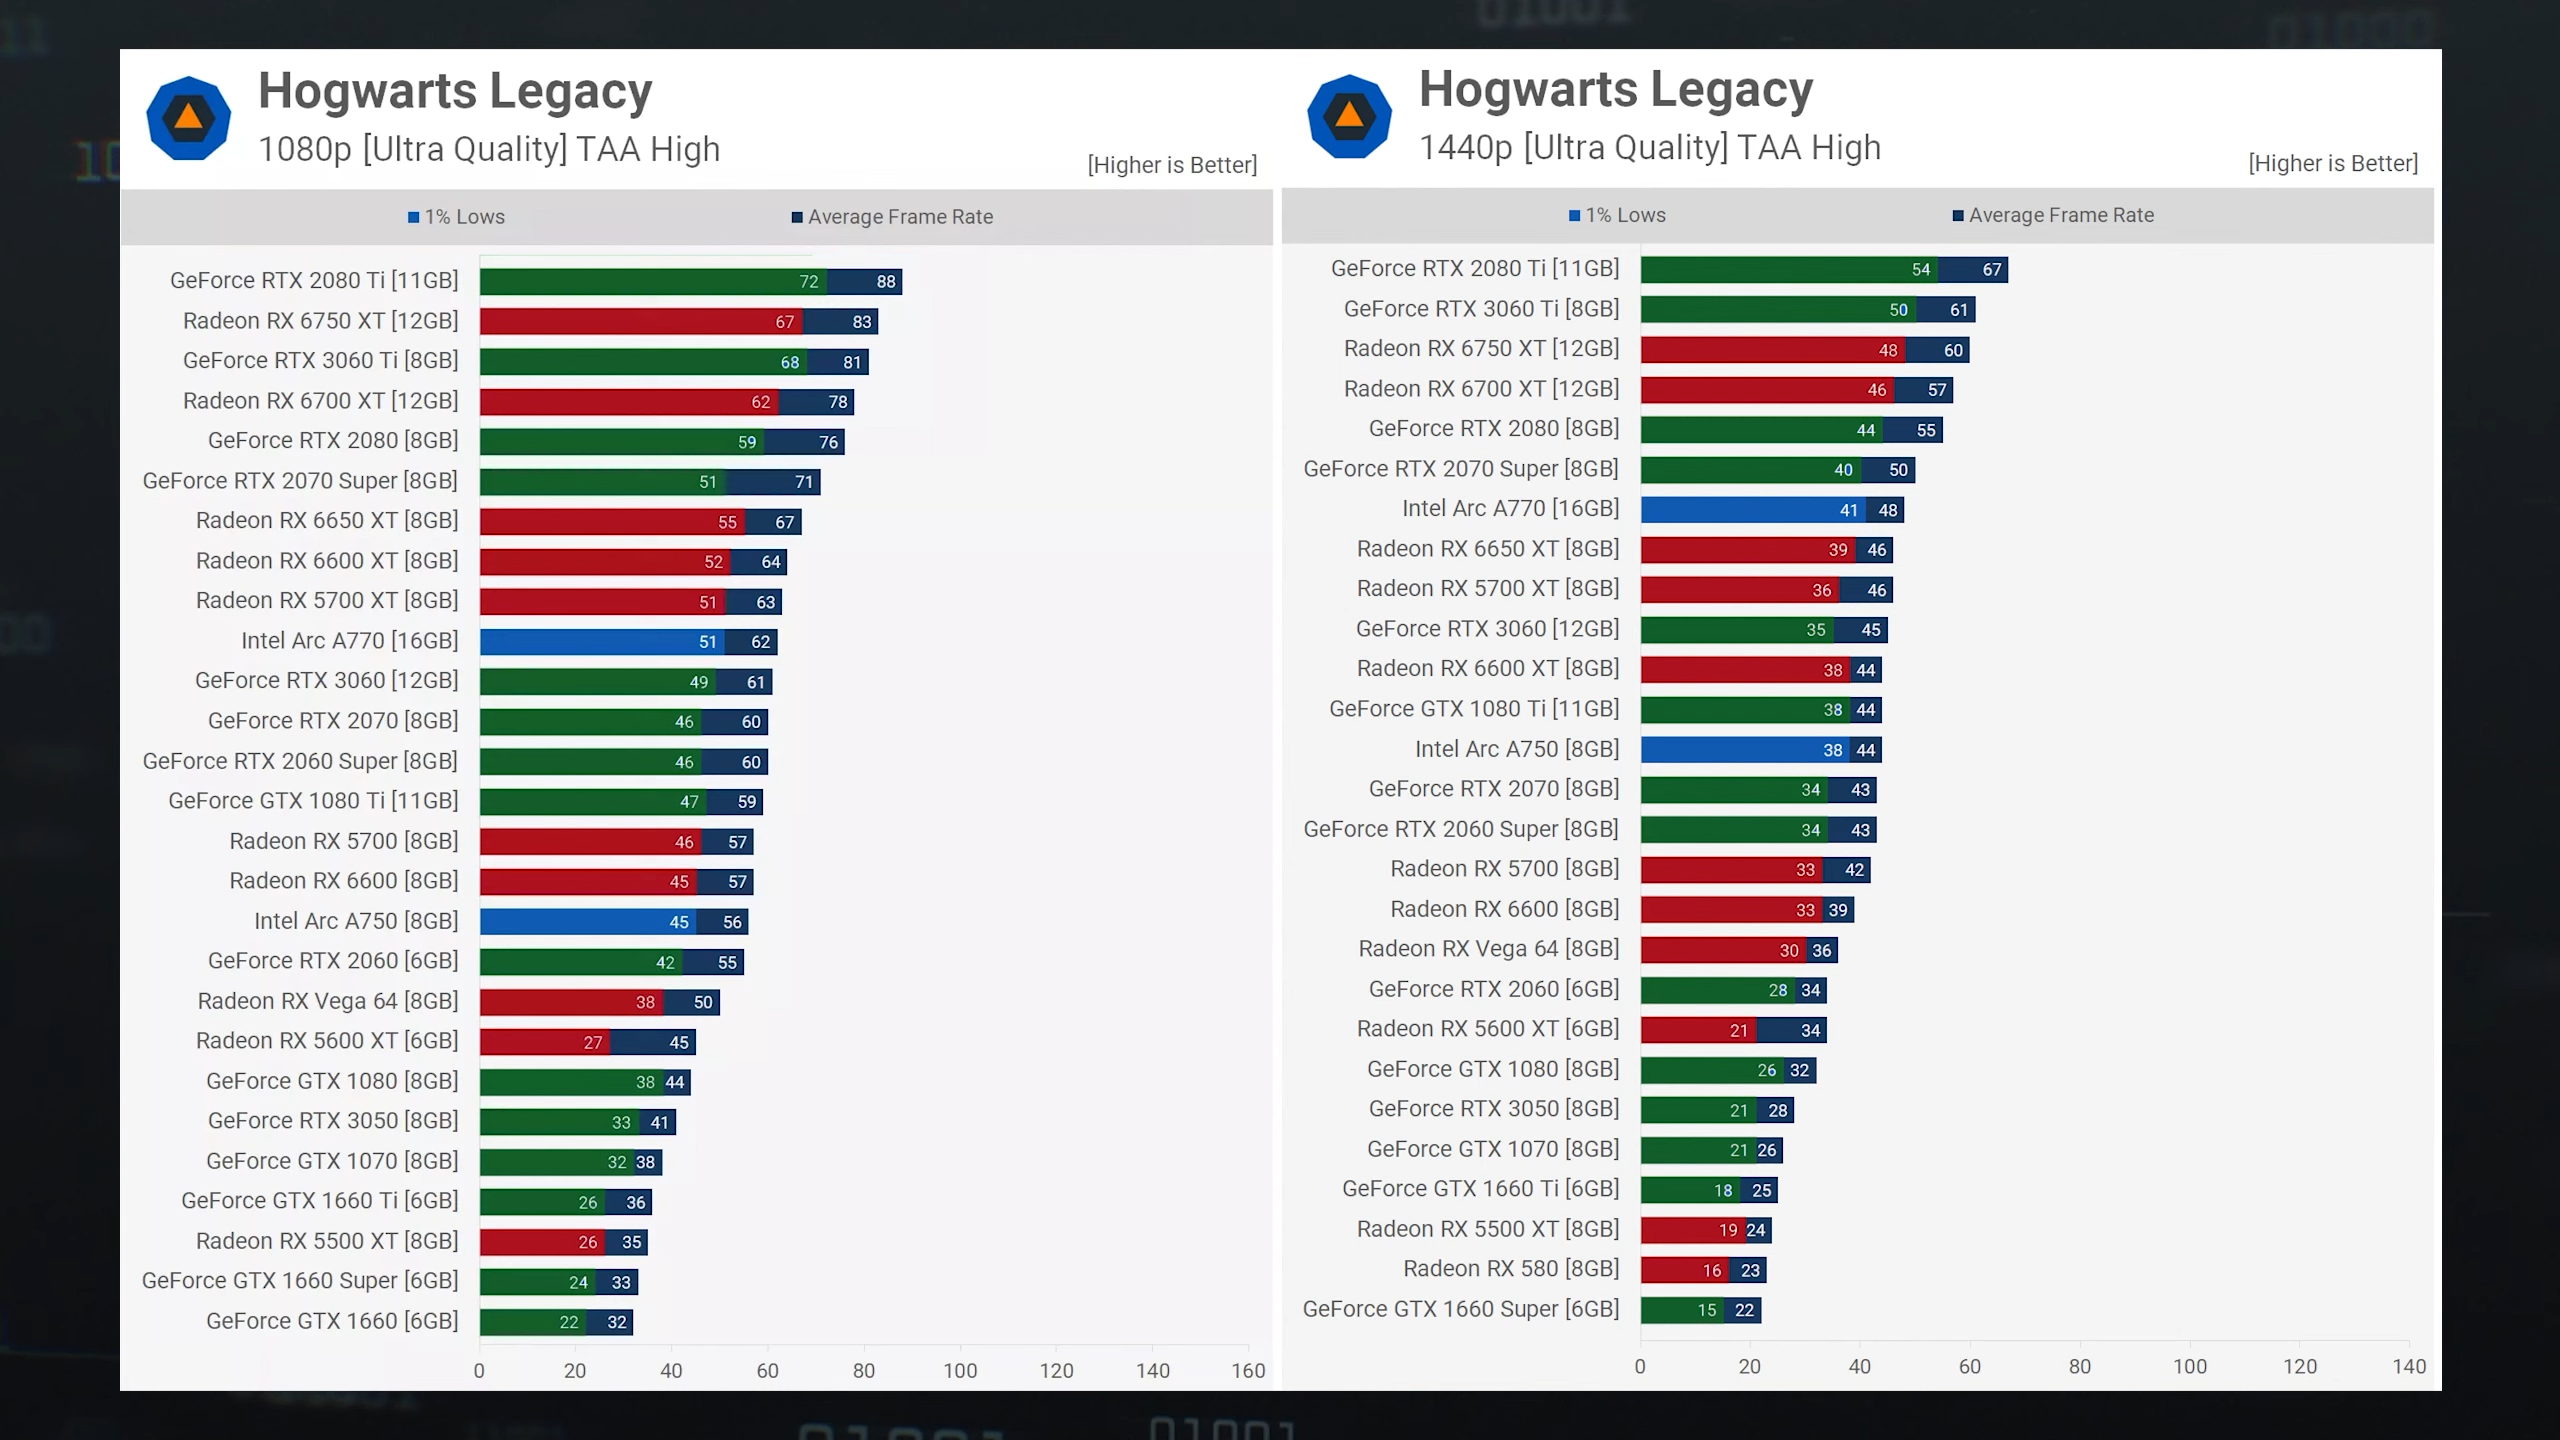 Hogwarts Legacy
1080p [Ultra Quality] TAA High
[Higher is Better]
1% Lows Average Frame Rate
GeForce RTX 2080 Ti [11GB] 72 88
Radeon RX 6750 XT [12GB] 67 83
GeForce RTX 3060 Ti [8GB] 68 81
Radeon RX 6700 XT [12GB] 62 78
GeForce RTX 2080 [8GB] 59 76
GeForce RTX 2070 Super [8GB] 51 71
Radeon RX 6650 XT [8GB] 55 67
Radeon RX 6600 XT [8GB] 52 64
Radeon RX 5700 XT [8GB] 51 63
Intel Arc A770 [16GB] 51 62
GeForce RTX 3060 [12GB] 49 61
GeForce RTX 2070 [8GB] 46 60
GeForce RTX 2060 Super [8GB] 46 60
GeForce GTX 1080 Ti [11GB] 47 59
Radeon RX 5700 [8GB] 46 57
Radeon RX 6600 [8GB] 45 57
Intel Arc A750 [8GB] 45 56
GeForce RTX 2060 [6GB] 42 55
Radeon RX Vega 64 [8GB] 38 50
Radeon RX 5600 XT [6GB] 27 45
GeForce GTX 1080 [8GB] 38 44
GeForce RTX 3050 [8GB] 33 41
GeForce GTX 1070 [8GB] 32 38
GeForce GTX 1660 Ti [6GB] 26 36
Radeon RX 5500 XT [8GB] 26 35
GeForce GTX 1660 Super [6GB] 24 33
GeForce GTX 1660 [6GB] 22 32
0 20 40 60 80 100 120 140 160
Hogwarts Legacy
1440p [Ultra Quality] TAA High
[Higher is Better]
1% Lows Average Frame Rate
GeForce RTX 2080 Ti [11GB] 54 67
GeForce RTX 3060 Ti [8GB] 50 61
Radeon RX 6750 XT [12GB] 48 60
Radeon RX 6700 XT [12GB] 46 57
GeForce RTX 2080 [8GB] 44 55
GeForce RTX 2070 Super [8GB] 40 50
Intel Arc A770 [16GB] 41 48
Radeon RX 6650 XT [8GB] 39 46
Radeon RX 5700 XT [8GB] 36 46
GeForce RTX 3060 [12GB] 35 45
Radeon RX 6600 XT [8GB] 38 44
GeForce GTX 1080 Ti [11GB] 38 44
Intel Arc A750 [8GB] 38 44
GeForce RTX 2070 [8GB] 34 43
GeForce RTX 2060 Super [8GB] 34 43
Radeon RX 5700 [8GB] 33 42
Radeon RX 6600 [8GB] 33 39
Radeon RX Vega 64 [8GB] 30 36
GeForce RTX 2060 [6GB] 28 34
Radeon RX 5600 XT [6GB] 21 34
GeForce GTX 1080 [8GB] 26 32
GeForce RTX 3050 [8GB] 21 28
GeForce GTX 1070 [8GB] 21 26
GeForce GTX 1660 Ti [6GB] 18 25
Radeon RX 5500 XT [8GB] 19 24
Radeon RX 580 [8GB] 16 23
GeForce GTX 1660 Super [6GB] 15 22
0 20 40 60 80 100 120 140